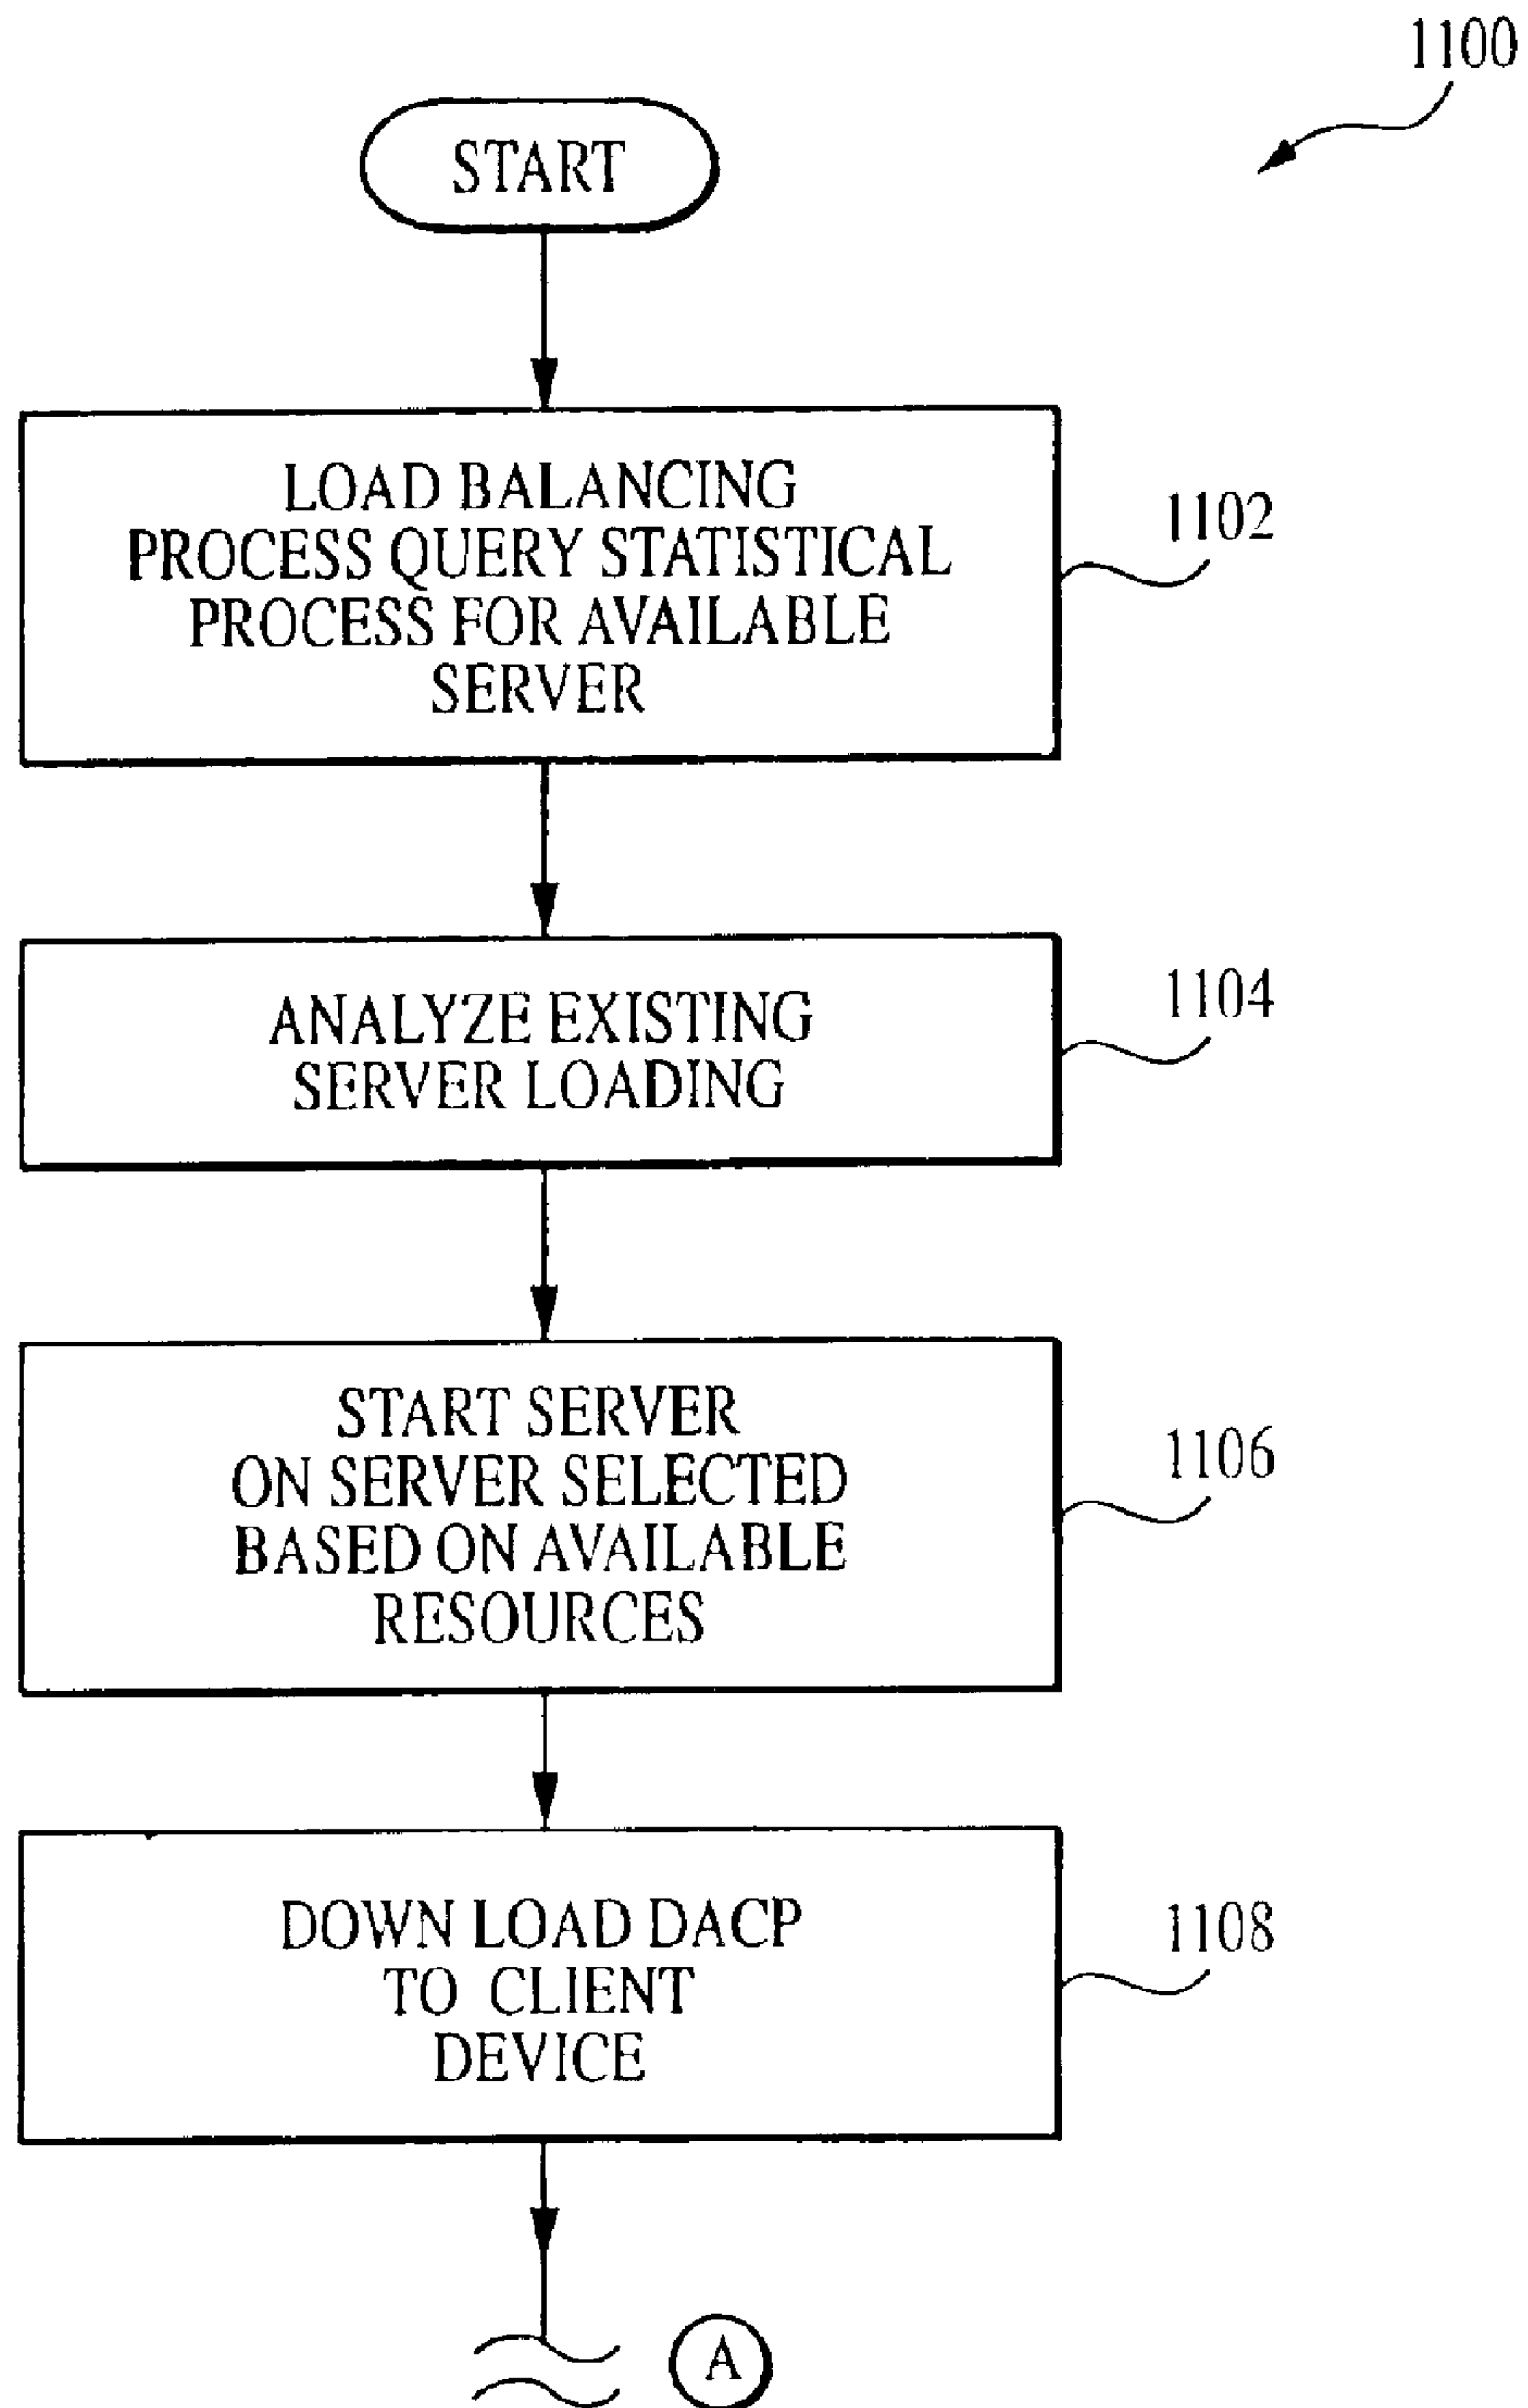 1100
START
LOAD BALANCING
PROCESS QUERY STATISTICAL
PROCESS FOR AVAILABLE
SERVER
1102
ANALYZE EXISTING
SERVER LOADING
1104
START SERVER
ON SERVER SELECTED
BASED ON AVAILABLE
RESOURCES
1106
DOWN LOAD DACP
TO CLIENT
DEVICE
1108
A